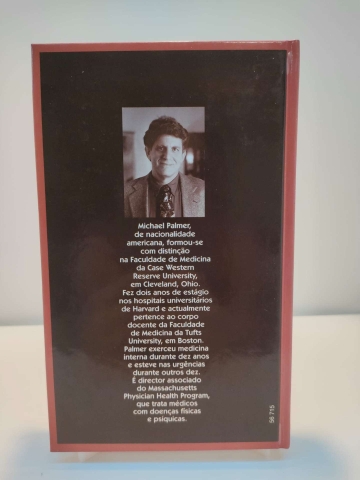 Michael Palmer,
de nacionalidade
americana, formou-se
com distinção
na Faculdade de Medicina
da Case Western
Reserve University,
em Cleveland, Ohio.
Fez dois anos de estágio
nos hospitais universitários
de Harvard e actualmente
pertence ao corpo
docente da Faculdade
de Medicina da Tufts
University, em Boston.
Palmer exerceu medicina
interna durante dez anos
e esteve nas urgências
durante outros dez.
É director associado
do Massachusetts
Physician Health Program,
que trata médicos
com doenças físicas
e psíquicas.
56 715